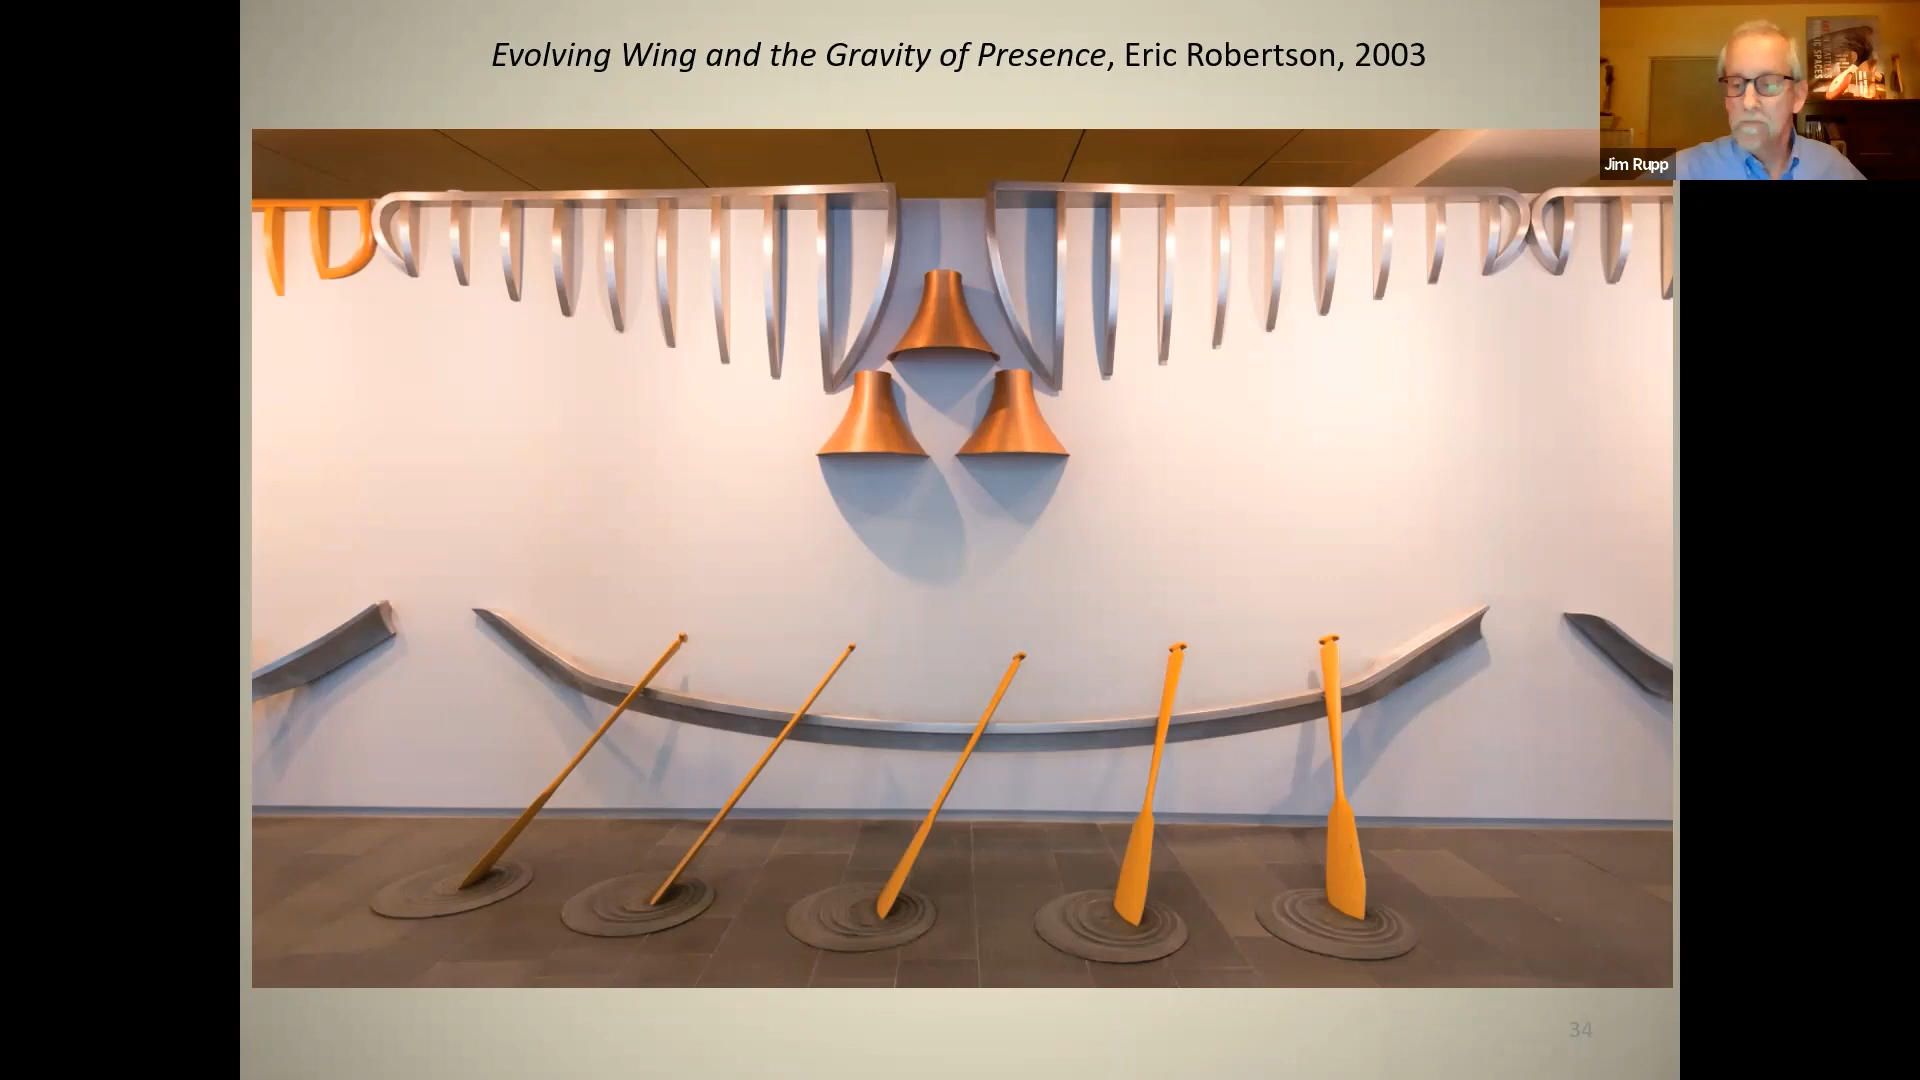 Evolving Wing and the Gravity of Presence, Eric Robertson, 2003
Jim Rupp
34